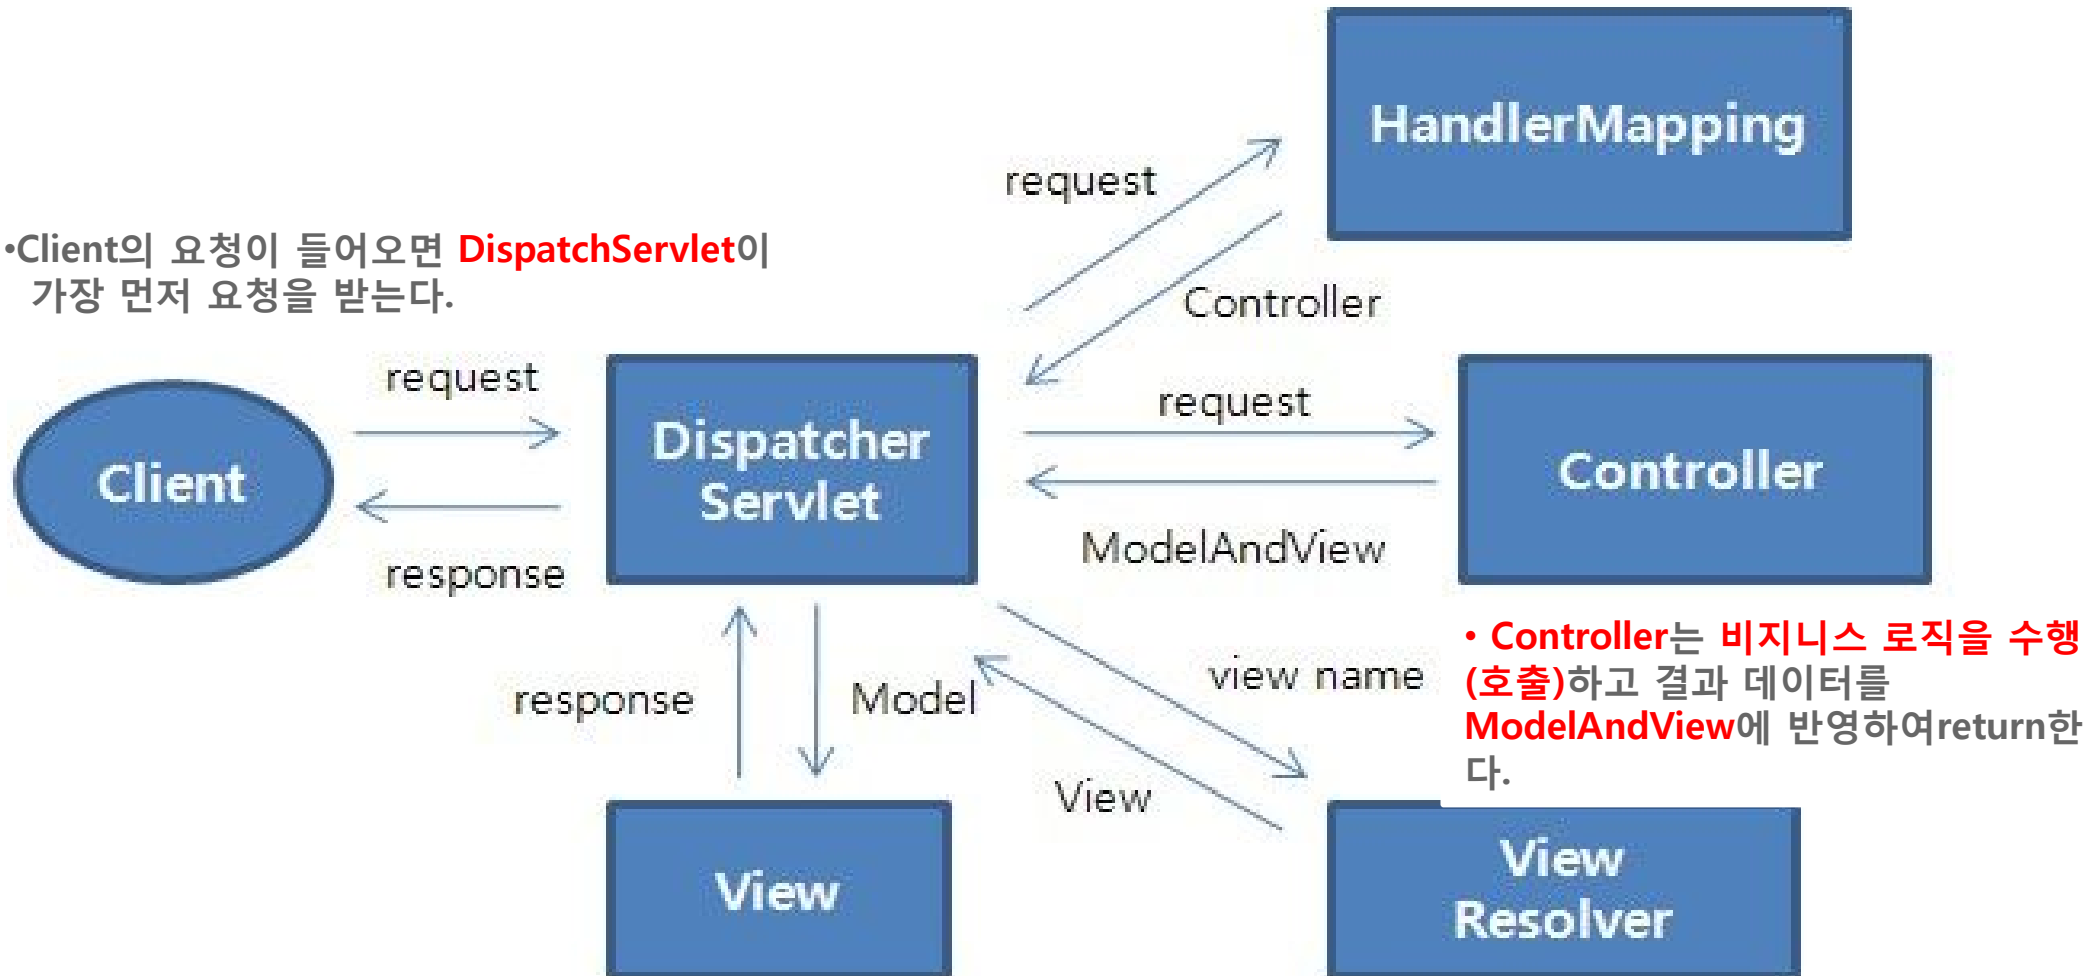 HandlerMapping
request
•Client의 요청이 들어오면 DispatchServlet이
가장 먼저 요청을 받는다.
Controller
request
request
Client
Dispatcher
Servlet
Controller
response
ModelAndView
• Controller는 비지니스 로직을 수행
(호출)하고 결과 데이터를
ModelAndView에 반영하여return한
다.
response
Model
view name
View
View
View
Resolver